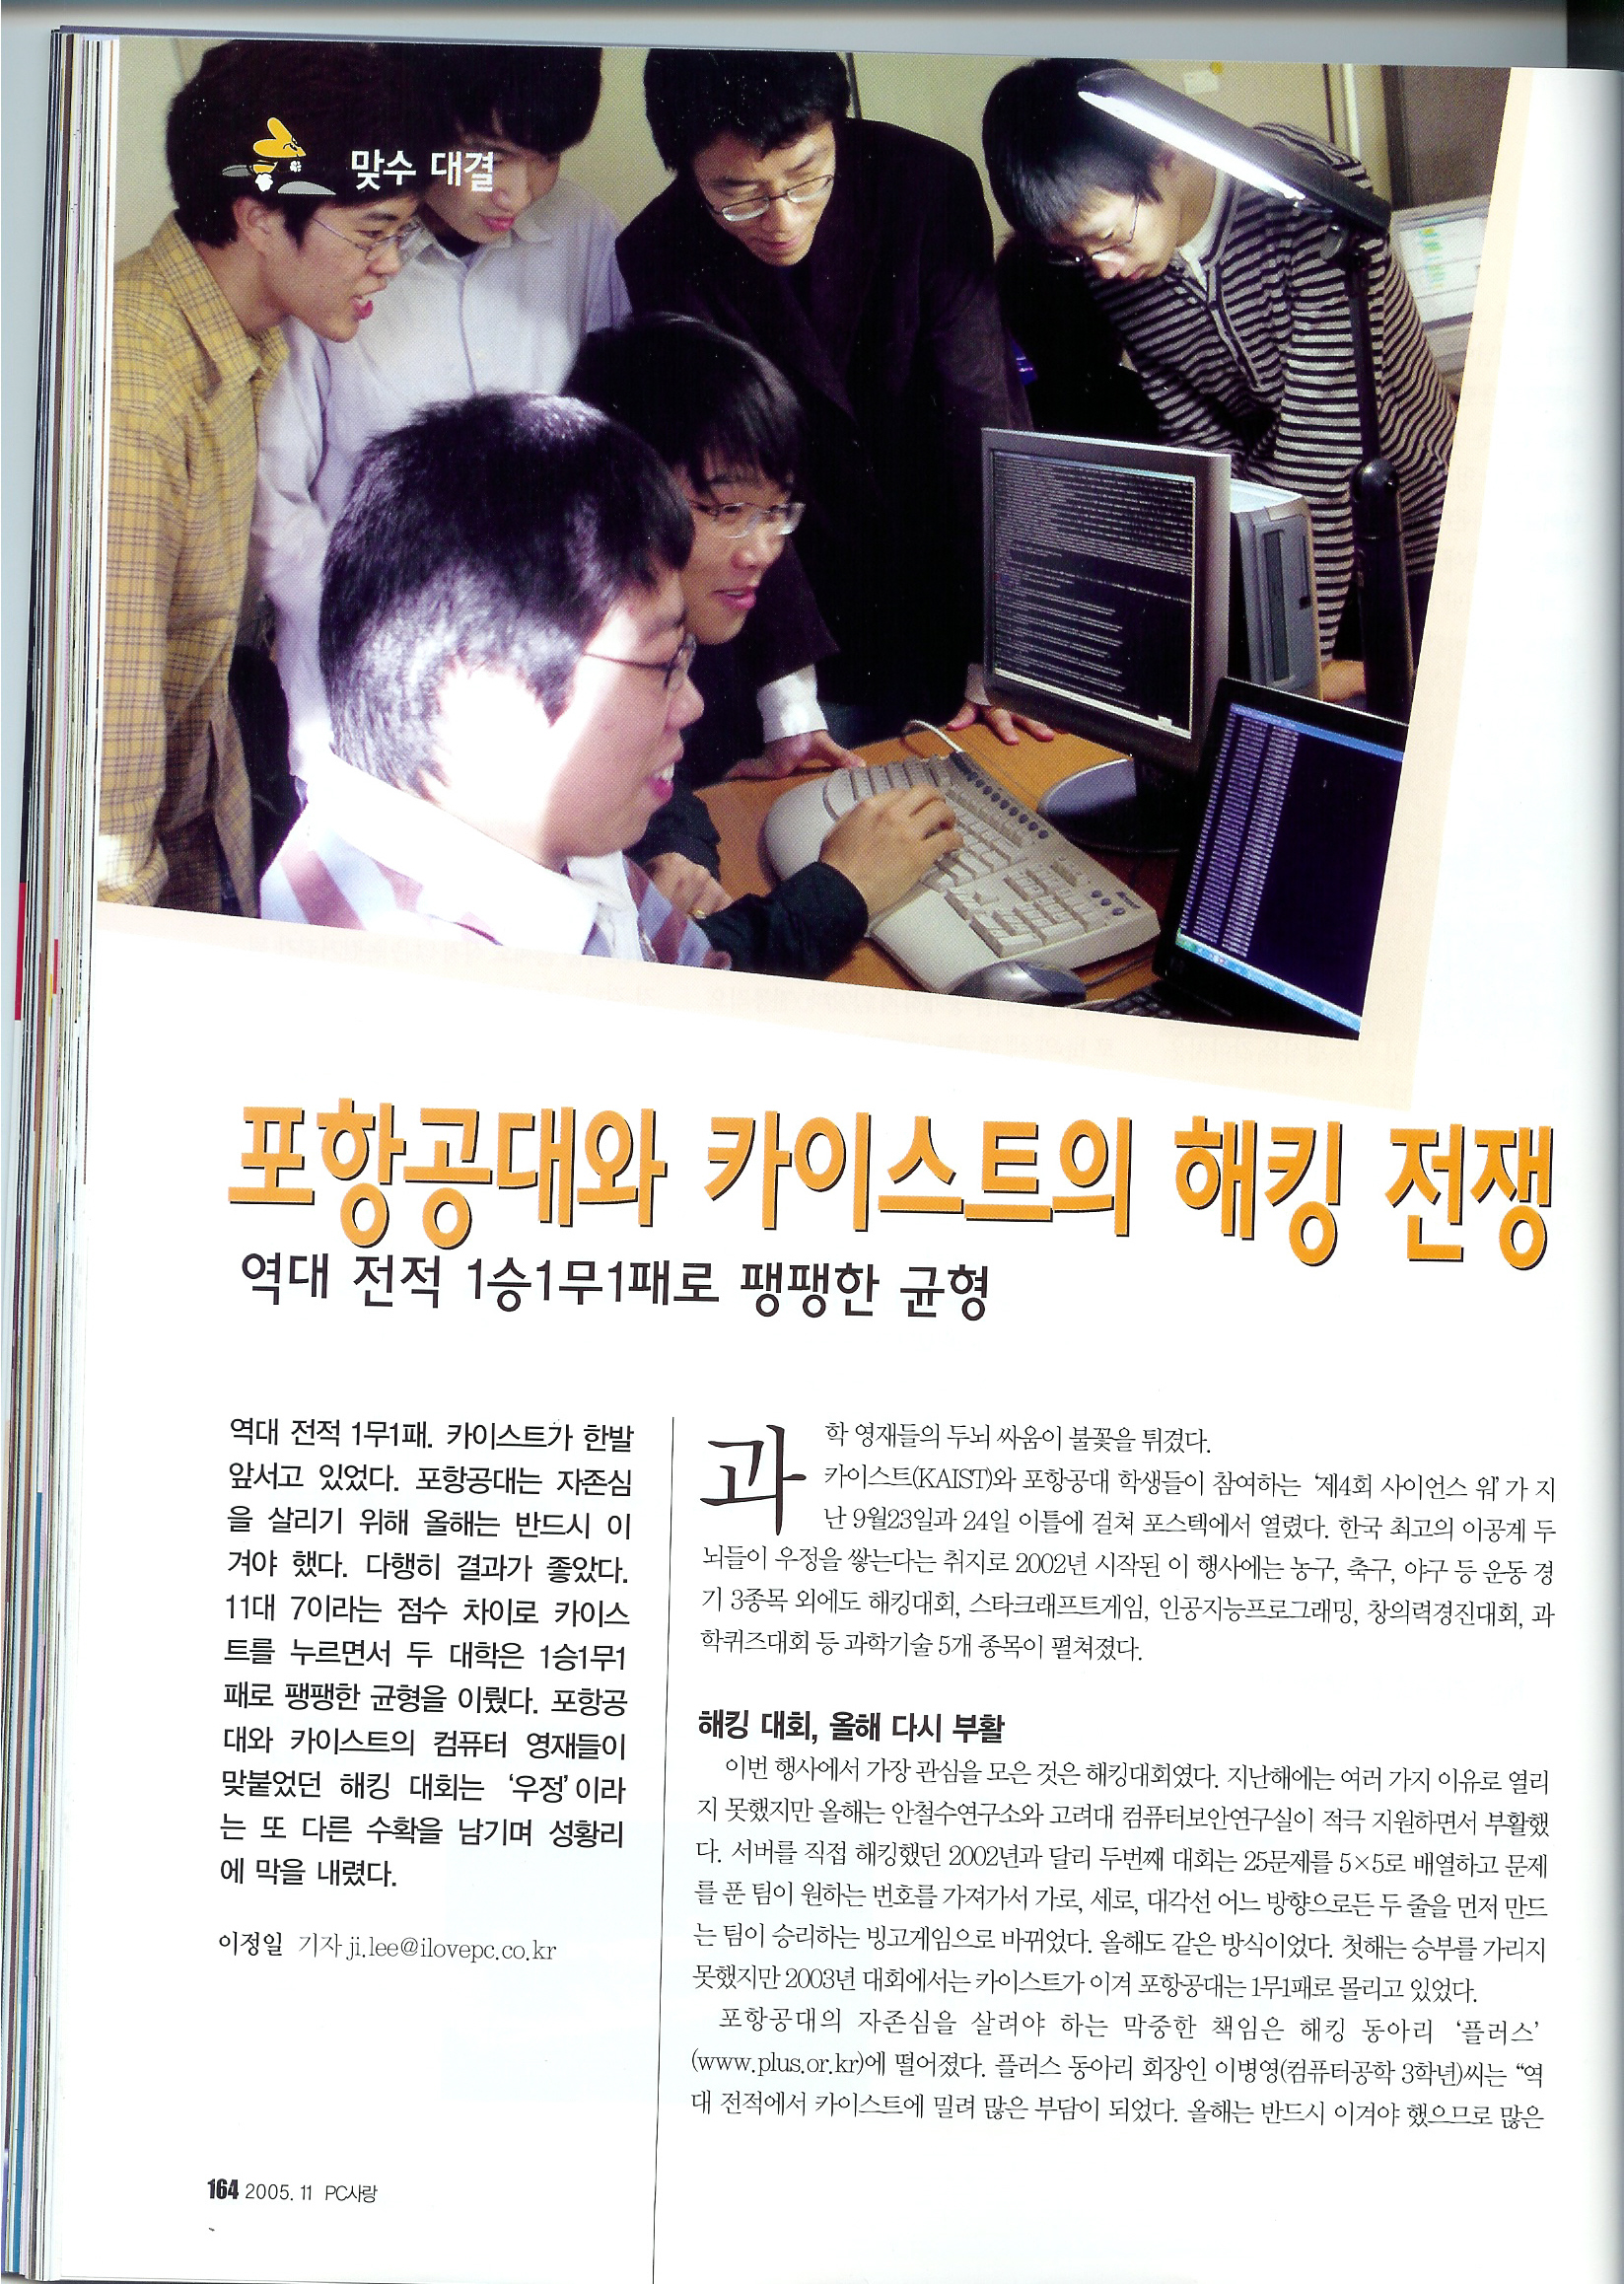 맞수 대결
포항공대와 카이스트의 해킹 전쟁
역대 전적 1승1무1패로 팽팽한 균형
역대 전적 1무1패. 카이스트가 한발
앞서고 있었다. 포항공대는 자존심
을 살리기 위해 올해는 반드시 이
겨야 했다. 다행히 결과가 좋았다.
11대 7이라는 점수 차이로 카이스
트를 누르면서 두 대학은 1승1무1
패로 팽팽한 균형을 이뤘다. 포항공
대와 카이스트의 컴퓨터 영재들이
맞붙었던 해킹 대회는 ‘우정’이라
는 또 다른 수확을 남기며 성황리
에 막을 내렸다.
이정일 기자 ji.lee@ilovepc.co.kr
과학 영재들의 두뇌 싸움이 불꽃을 튀겼다.
카이스트(KAIST)와 포항공대 학생들이 참여하는 ‘제4회 사이언스 워’가 지
난 9월23일과 24일 이틀에 걸쳐 포스텍에서 열렸다. 한국 최고의 이공계 두
뇌들이 우정을 쌓는다는 취지로 2002년 시작된 이 행사에는 농구, 축구, 야구 등 운동 경
기 3종목 외에도 해킹대회, 스타크래프트게임, 인공지능프로그래밍, 창의력경진대회, 과
학퀴즈대회 등 과학기술 5개 종목이 펼쳐졌다.
해킹 대회, 올해 다시 부활
이번 행사에서 가장 관심을 모은 것은 해킹대회였다. 지난해에는 여러 가지 이유로 열리
지 못했지만 올해는 안철수연구소와 고려대 컴퓨터보안연구실이 적극 지원하면서 부활했
다. 서버를 직접 해킹했던 2002년과 달리 두번째 대회는 25문제를 5×5로 배열하고 문제
를 푼 팀이 원하는 번호를 가져가서 가로, 세로, 대각선 어느 방향으로든 두 줄을 먼저 만드
는 팀이 승리하는 빙고게임으로 바뀌었다. 올해도 같은 방식이었다. 첫해는 승부를 가리지
못했지만 2003년 대회에서는 카이스트가 이겨 포항공대는 1무1패로 몰리고 있었다.
포항공대의 자존심을 살려야 하는 막중한 책임은 해킹 동아리 ‘플러스’
(www.plus.or.kr)에 떨어졌다. 플러스 동아리 회장인 이병영(컴퓨터공학 3학년)씨는 “역
대 전적에서 카이스트에 밀려 많은 부담이 되었다. 올해는 반드시 이겨야 했으므로 많은
164 2005. 11 PC사랑